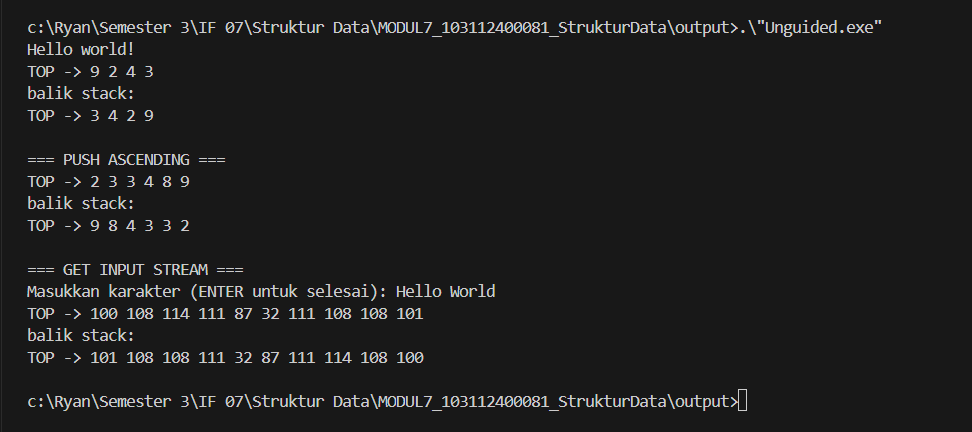 c:\Ryan\Semester 3\IF 07\Struktur Data\MODUL7_103112400081_StrukturData\output>.\"Unguided.exe"
Hello world!
TOP -> 9 2 4 3
balik stack:
TOP -> 3 4 2 9
=== PUSH ASCENDING ===
TOP -> 2 3 3 4 8 9
balik stack:
TOP -> 9 8 4 3 3 2
=== GET INPUT STREAM ===
Masukkan karakter (ENTER untuk selesai): Hello World
TOP -> 100 108 114 111 87 32 111 108 108 101
balik stack:
TOP -> 101 108 108 111 32 87 111 114 108 100
c:\Ryan\Semester 3\IF 07\Struktur Data\MODUL7_103112400081_StrukturData\output>